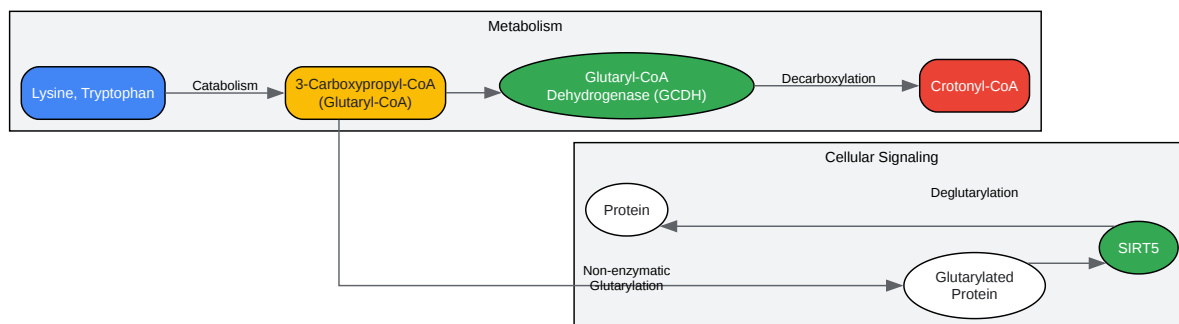 Metabolism
Lysine, Tryptophan
Catabolism
3-Carboxypropyl-CoA
(Glutaryl-CoA)
Glutaryl-CoA
Dehydrogenase (GCDH)
Decarboxylation
Crotonyl-CoA
Cellular Signaling
Protein
Deglutarylation
SIRT5
Non-enzymatic
Glutarylation
Glutarylated
Protein